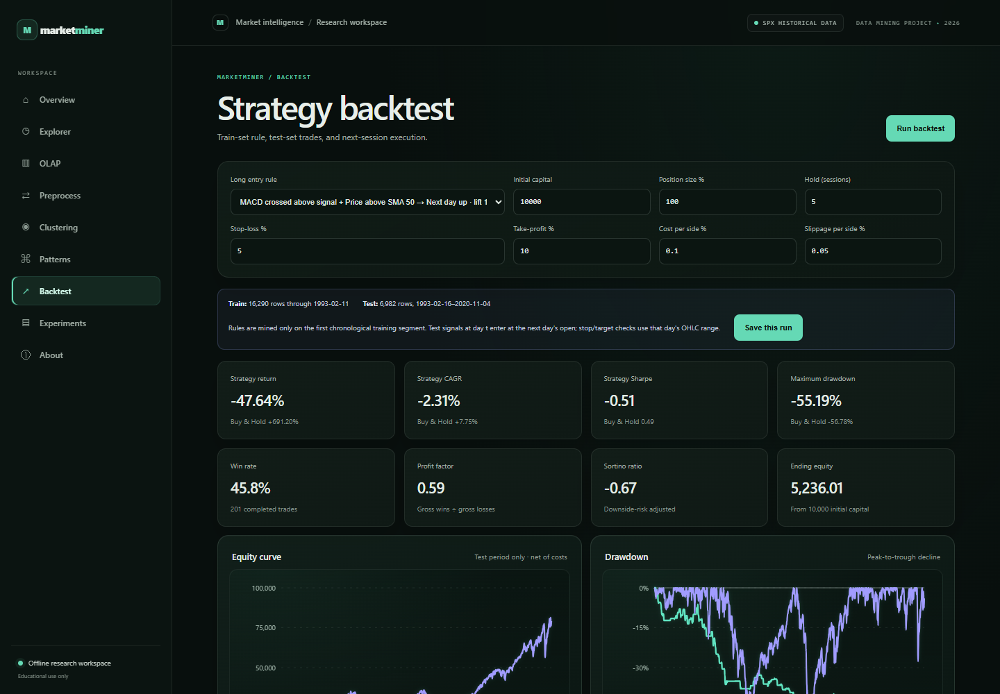 M marketminer
WORKSPACE
Overview
Explorer
OLAP
Preprocess
Clustering
Patterns
Backtest
Experiments
About
Offline research workspace
Educational use only
M Market intelligence / Research workspace
SPX HISTORICAL DATA
DATA MINING PROJECT • 2026
MARKETMINER / BACKTEST
Strategy backtest
Train-set rule, test-set trades, and next-session execution.
Run backtest
Long entry rule
MACD crossed above signal + Price above SMA 50 → Next day up · lift 1
Initial capital
10000
Position size %
100
Hold (sessions)
5
Stop-loss %
5
Take-profit %
10
Cost per side %
0.1
Slippage per side %
0.05
Train: 16,290 rows through 1993-02-11 Test: 6,982 rows, 1993-02-16–2020-11-04
Rules are mined only on the first chronological training segment. Test signals at day t enter at the next day's open; stop/target checks use that day's OHLC range.
Save this run
Strategy return
-47.64%
Buy & Hold +691.20%
Strategy CAGR
-2.31%
Buy & Hold +7.75%
Strategy Sharpe
-0.51
Buy & Hold 0.49
Maximum drawdown
-55.19%
Buy & Hold -56.78%
Win rate
45.8%
201 completed trades
Profit factor
0.59
Gross wins ÷ gross losses
Sortino ratio
-0.67
Downside-risk adjusted
Ending equity
5,236.01
From 10,000 initial capital
Equity curve
Test period only · net of costs
100,000
75,000
50,000
Drawdown
Peak-to-trough decline
0%
-15%
-30%